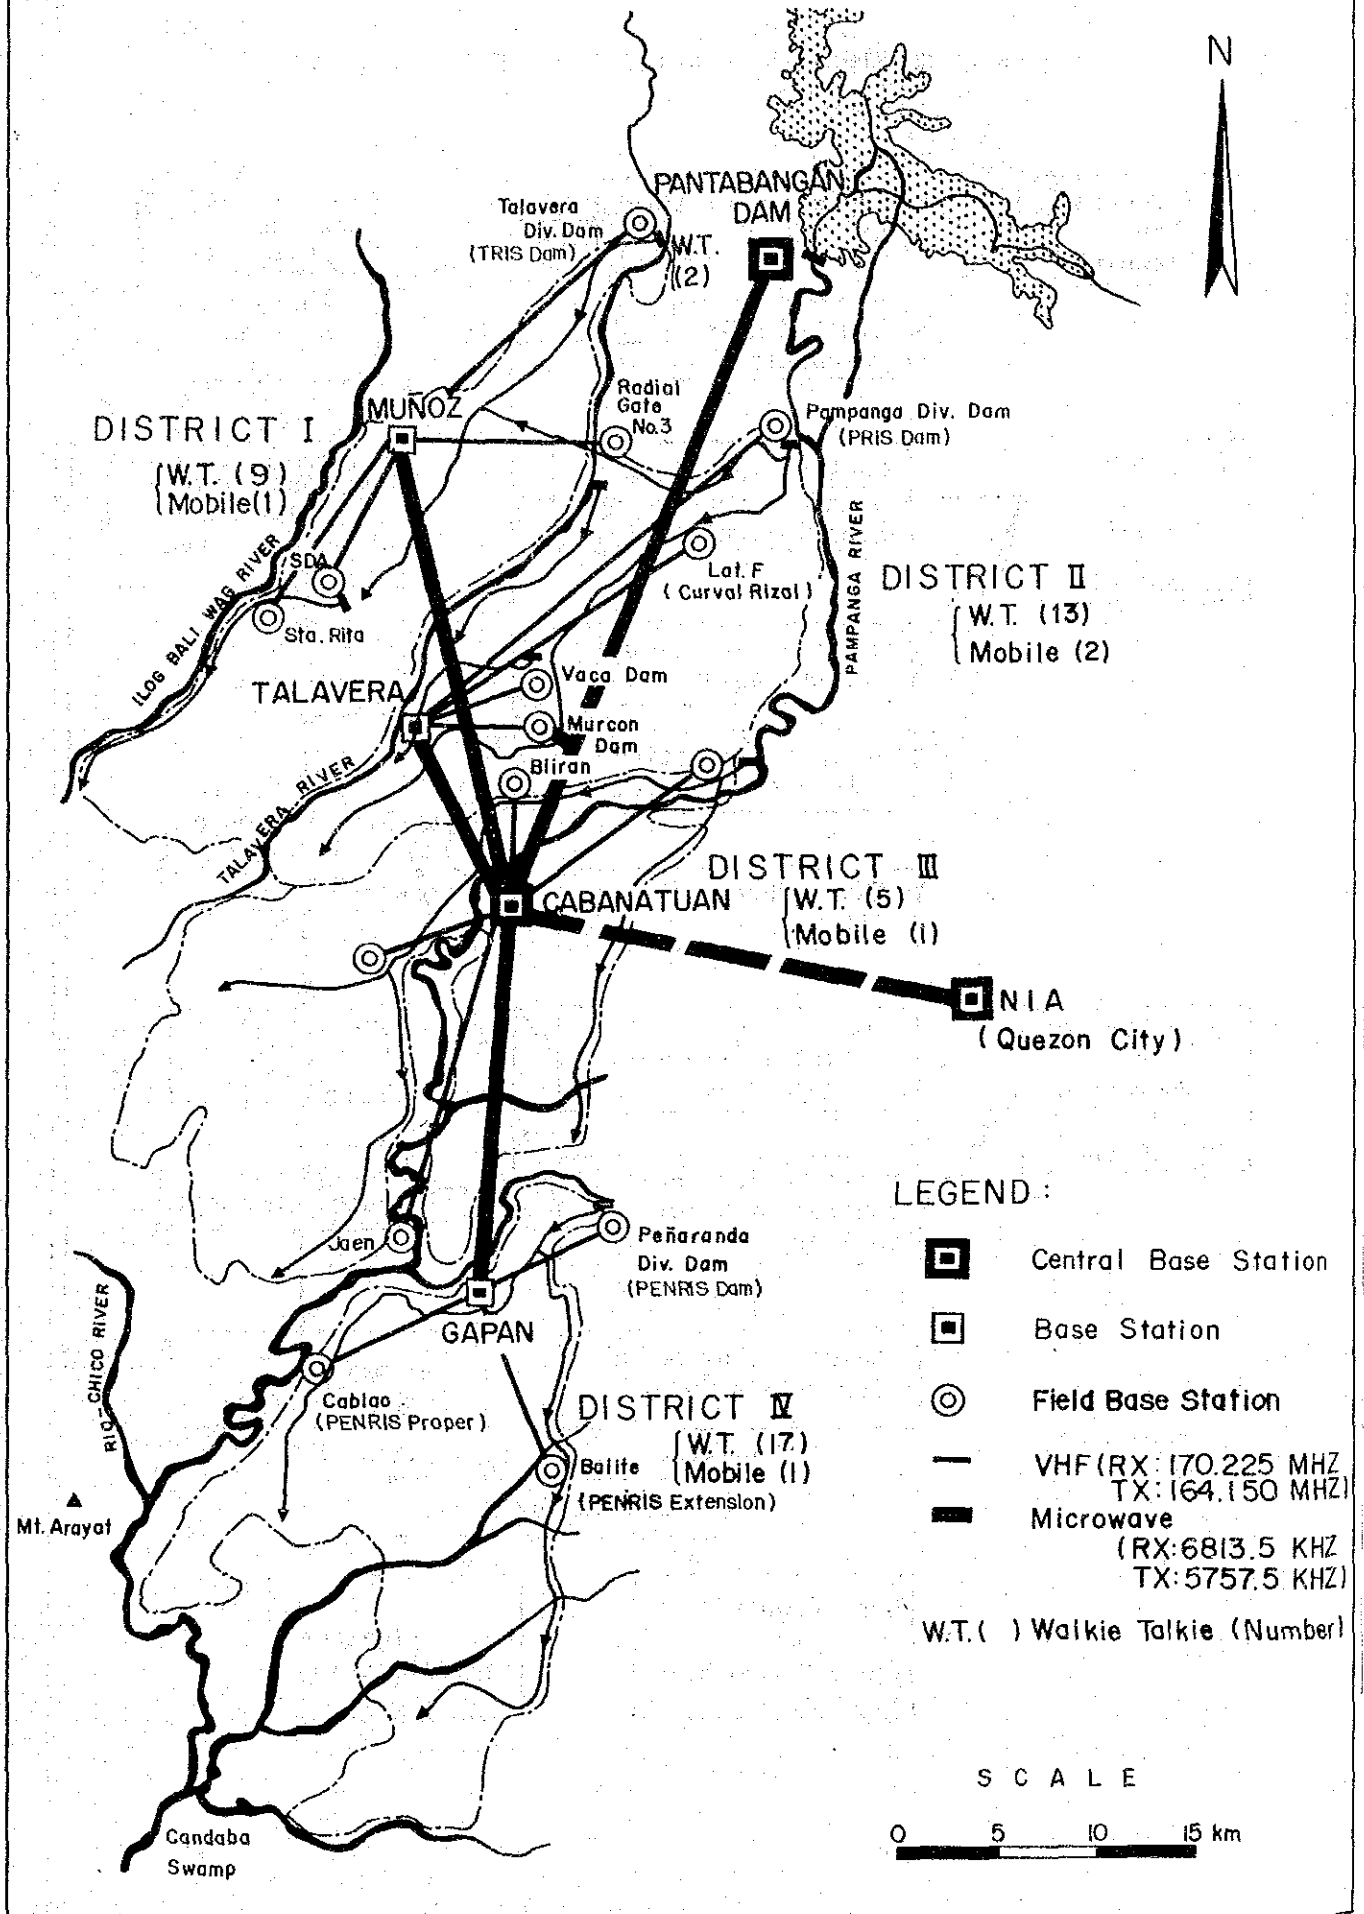 N
PANTABANGAN
DAM
Talavera
Div. Dam
(TRIS Dam)
W.T.
(2)
Radial
Gate
No.3
MUÑOZ
DISTRICT I
W.T. (9)
Mobile(1)
Pampanga Div. Dam
(PRIS Dam)
SDA
Sta. Rita
ILOG BALI WAG RIVER
Lat. F
(Curval Rizal)
PAMPANGA RIVER
DISTRICT II
W.T. (13)
Mobile (2)
TALAVERA
Vaca Dam
Murcon
Dam
Bliran
TALAVERA RIVER
DISTRICT III
W.T. (5)
Mobile (1)
CABANATUAN
NIA
(Quezon City)
Jaen
Peñaranda
Div. Dam
(PENRIS Dam)
GAPAN
RIO-CHICO RIVER
Cabiao
(PENRIS Proper)
DISTRICT IV
W.T. (17)
Mobile (1)
Balite
(PENRIS Extension)
Mt. Arayat
Candaba
Swamp
LEGEND :
Central Base Station
Base Station
Field Base Station
VHF (RX:170.225 MHZ
TX:164.150 MHZ)
Microwave
(RX:6813.5 KHZ
TX:5757.5 KHZ)
W.T. ( ) Walkie Talkie (Number)
SCALE
0 5 10 15 km